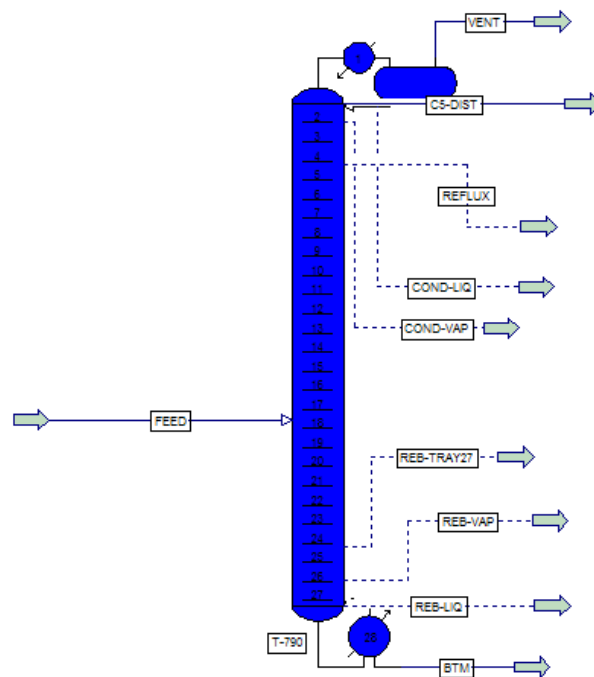 VENT
1
C5-DIST
2
3
4
5
6
7
8
9
10
11
12
13
14
15
16
17
18
19
20
21
22
23
24
25
26
27
REFLUX
COND-LIQ
COND-VAP
FEED
REB-TRAY27
REB-VAP
REB-LIQ
T-790
28
BTM